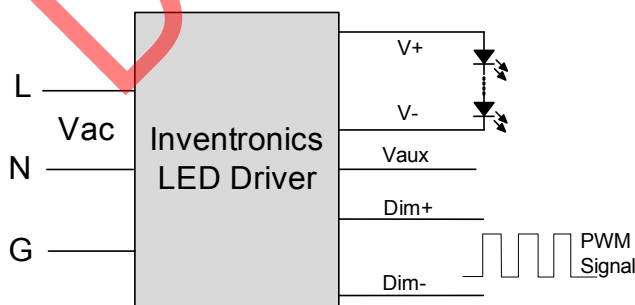 L
Vac
N
G
Inventronics
LED Driver
V+
V-
Vaux
Dim+
Dim-
PWM
Signal